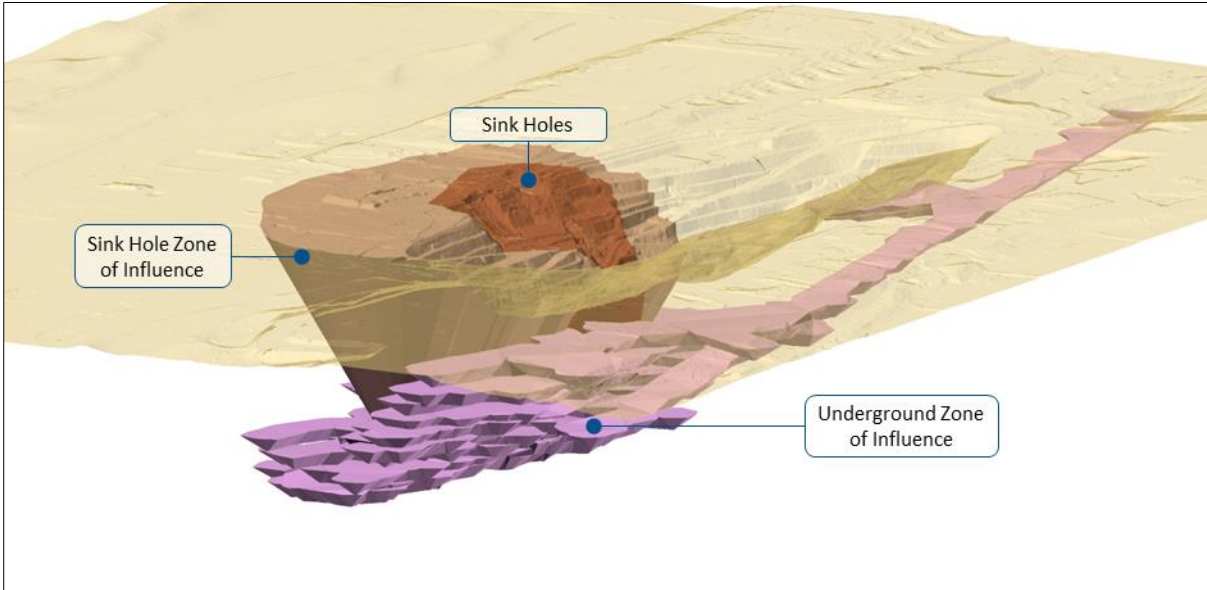 Sink Holes
Sink Hole Zone
of Influence
Underground Zone
of Influence